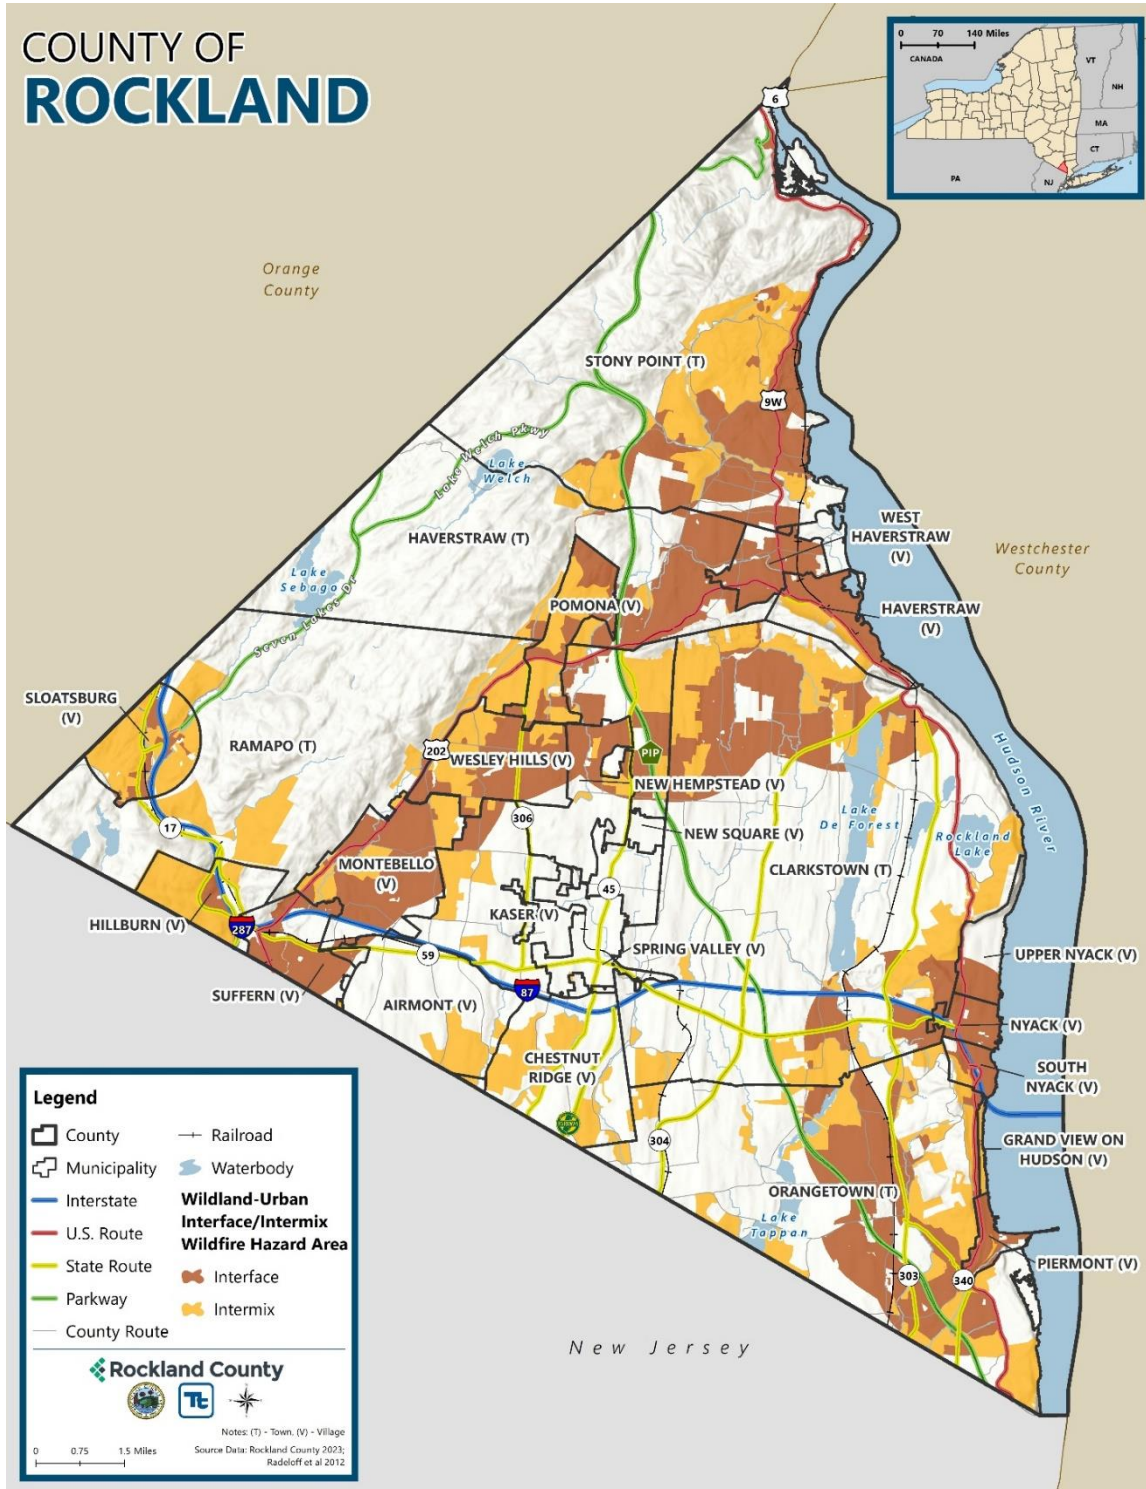 COUNTY OF
ROCKLAND
0 70 140 Miles
CANADA
VT
NH
MA
CT
PA
NJ
6
Orange
County
STONY POINT (T)
9W
Lake Welch Pkwy
Lake
Welch
HAVERSTRAW (T)
WEST
HAVERSTRAW
(V)
Westchester
County
Lake
Sebago
Seven Lakes Dr
POMONA (V)
HAVERSTRAW
(V)
SLOATSBURG
(V)
RAMAPO (T)
202
WESLEY HILLS (V)
PIP
Hudson River
NEW HEMPSTEAD (V)
17
306
NEW SQUARE (V)
Lake
De Forest
Rockland
Lake
MONTEBELLO
(V)
CLARKSTOWN (T)
45
KASER (V)
HILLBURN (V)
287
59
SPRING VALLEY (V)
UPPER NYACK (V)
SUFFERN (V)
87
AIRMONT (V)
NYACK (V)
CHESTNUT
RIDGE (V)
SOUTH
NYACK (V)
304
GRAND VIEW ON
HUDSON (V)
ORANGETOWN (T)
Lake
Tappan
PIERMONT (V)
303
340
New Jersey
Legend
County
Municipality
Interstate
U.S. Route
State Route
Parkway
County Route
Railroad
Waterbody
Wildland-Urban
Interface/Intermix
Wildfire Hazard Area
Interface
Intermix
Rockland County
Tt
Notes: (T) - Town, (V) - Village
0 0.75 1.5 Miles
Source Data: Rockland County 2023;
Radeloff et al 2012